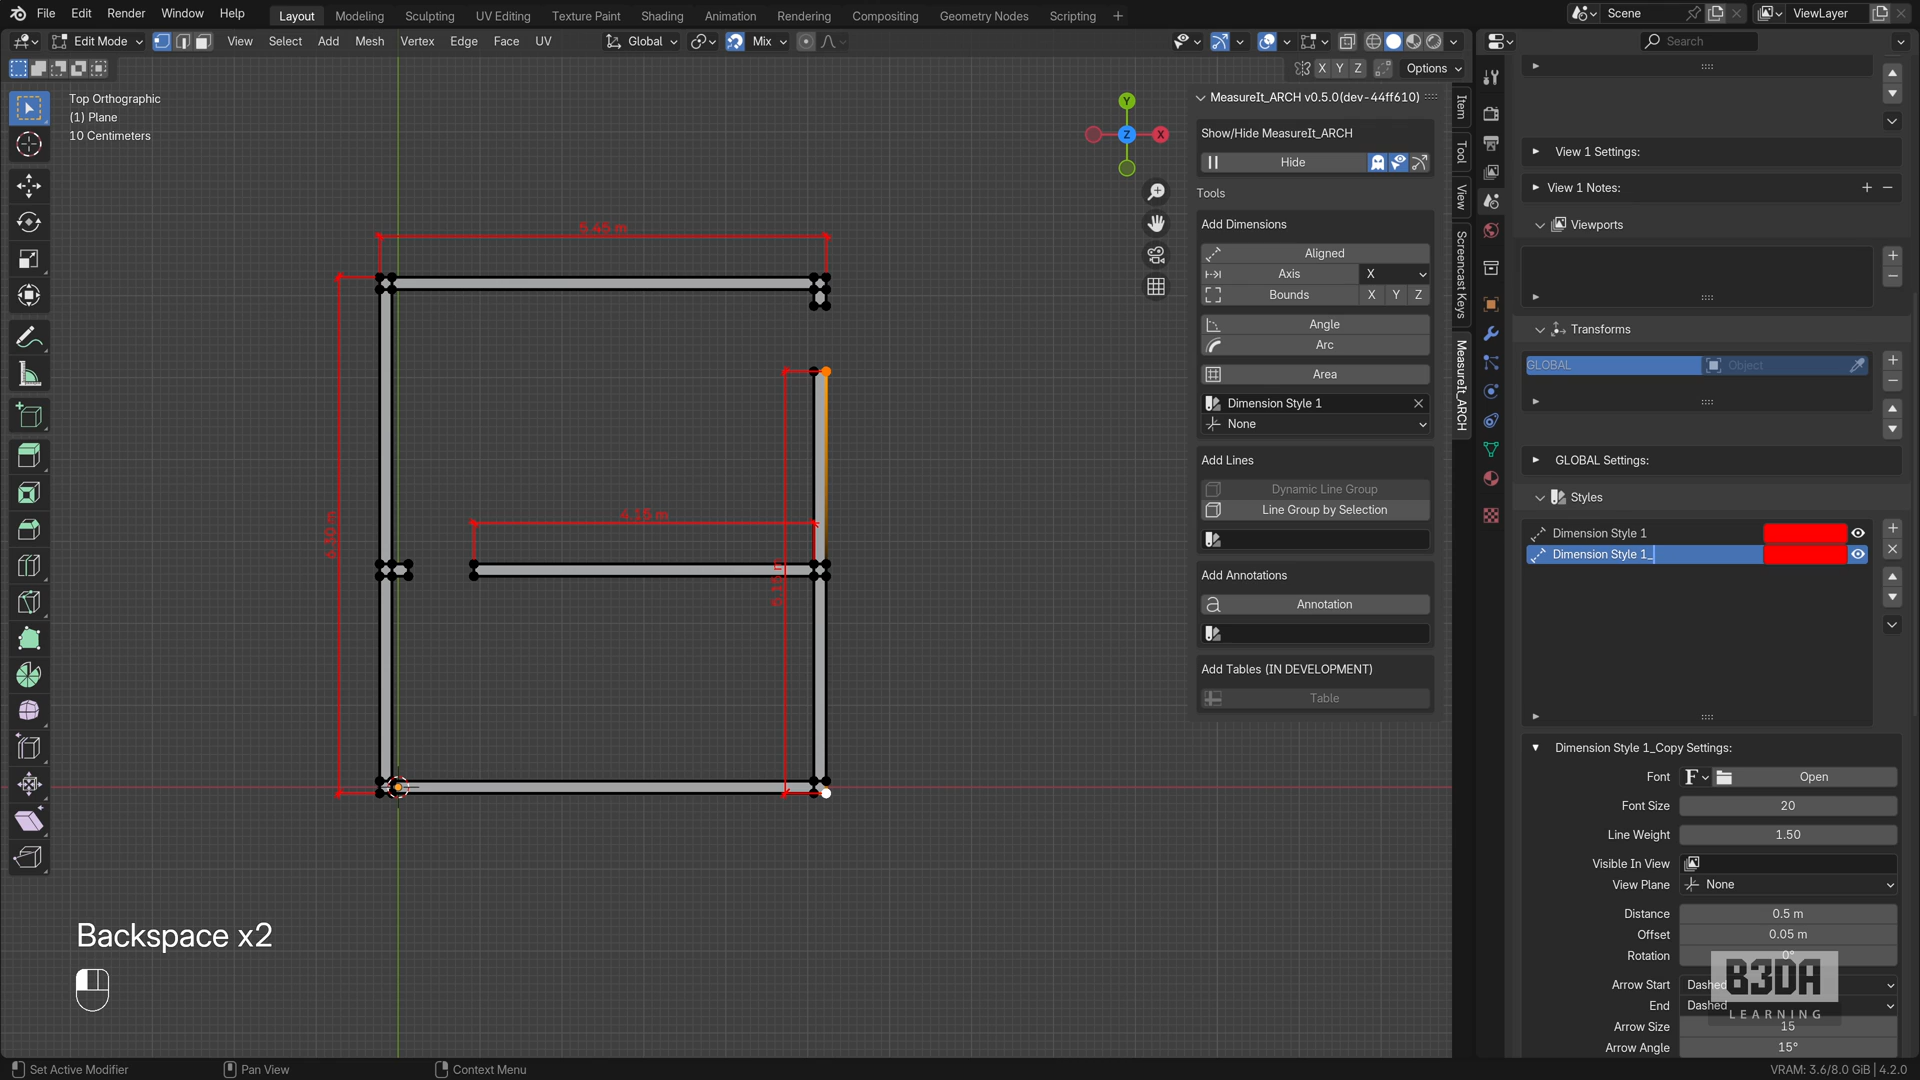 File Edit Render Window Help Layout Modeling Sculpting UV Editing Texture Paint Shading Animation Rendering Compositing Geometry Nodes Scripting + Scene ViewLayer
Edit Mode View Select Add Mesh Vertex Edge Face UV Global Mix Search
X Y Z Options
Top Orthographic
(1) Plane
10 Centimeters
Y
Z X
5.45 m
6.30 m
4.15 m
MeasureIt_ARCH v0.5.0(dev-44ff610)
Show/Hide MeasureIt_ARCH
Hide
Tools
Add Dimensions
Aligned
Axis X
Bounds X Y Z
Angle
Arc
Area
Dimension Style 1
None
Add Lines
Dynamic Line Group
Line Group by Selection
Add Annotations
Annotation
Add Tables (IN DEVELOPMENT)
Table
Item
Tool
View
Screencast Keys
MeasureIt_ARCH
View 1 Settings:
View 1 Notes:
Viewports
Transforms
GLOBAL Object
GLOBAL Settings:
Styles
Dimension Style 1
Dimension Style 1_
Dimension Style 1_Copy Settings:
Font F Open
Font Size 20
Line Weight 1.50
Visible In View
View Plane None
Distance 0.5 m
Offset 0.05 m
Rotation 0°
Arrow Start Dashed
End Dashed
Arrow Size 15
Arrow Angle 15°
B3DA
LEARNING
Backspace x2
Set Active Modifier Pan View Context Menu VRAM: 3.6/8.0 GiB | 4.2.0